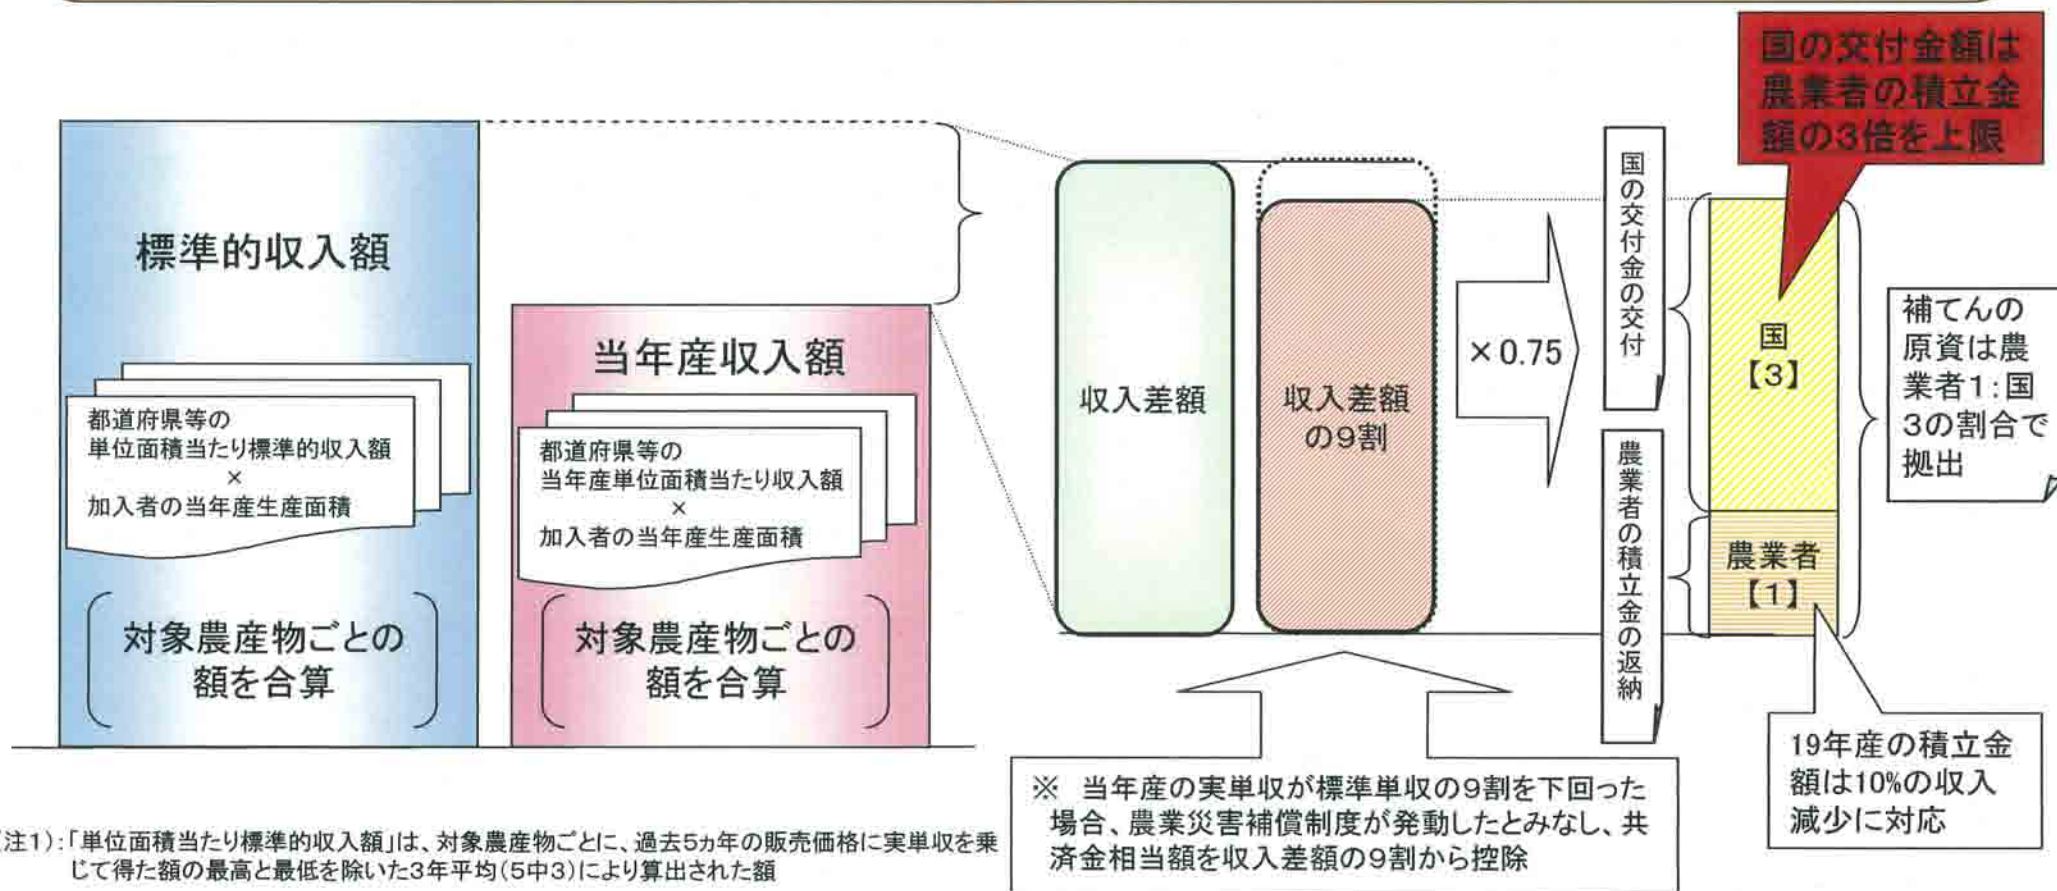 国の交付金額は
農業者の積立金
額の3倍を上限
標準的収入額
都道府県等の
単位面積当たり標準的収入額
×
加入者の当年産生産面積
対象農産物ごとの
額を合算
当年産収入額
都道府県等の
当年産単位面積当たり収入額
×
加入者の当年産生産面積
対象農産物ごとの
額を合算
収入差額
収入差額
の9割
×0.75
国の交付金の交付
農業者の積立金の返納
国
【3】
農業者
【1】
補てんの
原資は農
業者1:国
3の割合で
拠出
19年産の積立金
額は10%の収入
減少に対応
※ 当年産の実単収が標準単収の9割を下回った
場合、農業災害補償制度が発動したとみなし、共
済金相当額を収入差額の9割から控除
注1):「単位面積当たり標準的収入額」は、対象農産物ごとに、過去5ヵ年の販売価格に実単収を乗
じて得た額の最高と最低を除いた3年平均(5中3)により算出された額